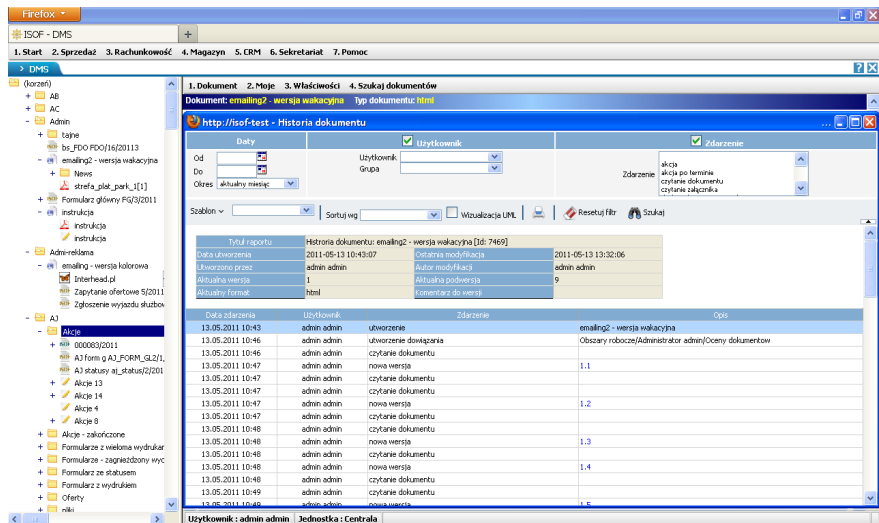 Firefox
ISOF - DMS
1. Start 2. Sprzedaż 3. Rachunkowość 4. Magazyn 5. CRM 6. Sekretariat 7. Pomoc
> DMS
(korzeń)
AB
AC
Admin
tajne
bs_FDO FDO/16/20113
emailing2 - wersja wakacyjna
News
strefa_plat_park_1[1]
Formularz główny FG/3/2011
instrukcja
instrukcja
instrukcja
Admi-reklama
emailing - wersja kolorowa
Interhead.pl
Zapytanie ofertowe 5/2011
Zgłoszenie wyjazdu służbow
AJ
Akcje
000083/2011
AJ form g AJ_FORM_GL2/1,
AJ statusy aj_status/2/201
Akcje 13
Akcje 14
Akcje 4
Akcje 8
Akcje - zakończone
Formularze z wieloma wydrukar
Formularze - zagnieżdzony wyc
Formularz ze statusem
Formularz z wydrukiem
Oferty
pliki
1. Dokument 2. Moje 3. Właściwości 4. Szukaj dokumentów
Dokument: emailing2 - wersja wakacyjna Typ dokumentu: html
http://isof-test - Historia dokumentu
Daty Użytkownik Zdarzenie
Od
Do
Okres aktualny miesiąc
Użytkownik
Grupa
Zdarzenie
akcja
akcja po terminie
czytanie dokumentu
czytanie załącznika
Szablon Sortuj wg Wizualizacja UML Resetuj filtr Szukaj
Tytuł raportu Histroria dokumentu: emailing2 - wersja wakacyjna [Id: 7469]
Data utworzenia 2011-05-13 10:43:07 Ostatnia modyfikacja 2011-05-13 13:32:06
Utworzono przez admin admin Autor modyfikacji admin admin
Aktualna wersja 1 Aktualna podwersja 9
Aktualny format html Komentarz do wersji
Data zdarzenia Użytkownik Zdarzenie Opis
13.05.2011 10:43 admin admin utworzenie emailing2 - wersja wakacyjna
13.05.2011 10:46 admin admin utworzenie dowiązania Obszary robocze/Administrator admin/Oceny dokumentow
13.05.2011 10:46 admin admin czytanie dokumentu
13.05.2011 10:47 admin admin nowa wersja 1.1
13.05.2011 10:47 admin admin czytanie dokumentu
13.05.2011 10:47 admin admin czytanie dokumentu
13.05.2011 10:47 admin admin nowa wersja 1.2
13.05.2011 10:48 admin admin czytanie dokumentu
13.05.2011 10:48 admin admin czytanie dokumentu
13.05.2011 10:48 admin admin nowa wersja 1.3
13.05.2011 10:48 admin admin czytanie dokumentu
13.05.2011 10:48 admin admin nowa wersja 1.4
13.05.2011 10:48 admin admin czytanie dokumentu
13.05.2011 10:49 admin admin czytanie dokumentu
13.05.2011 10:49 admin admin nowa wersja 1.5
Użytkownik : admin admin Jednostka : Centrala